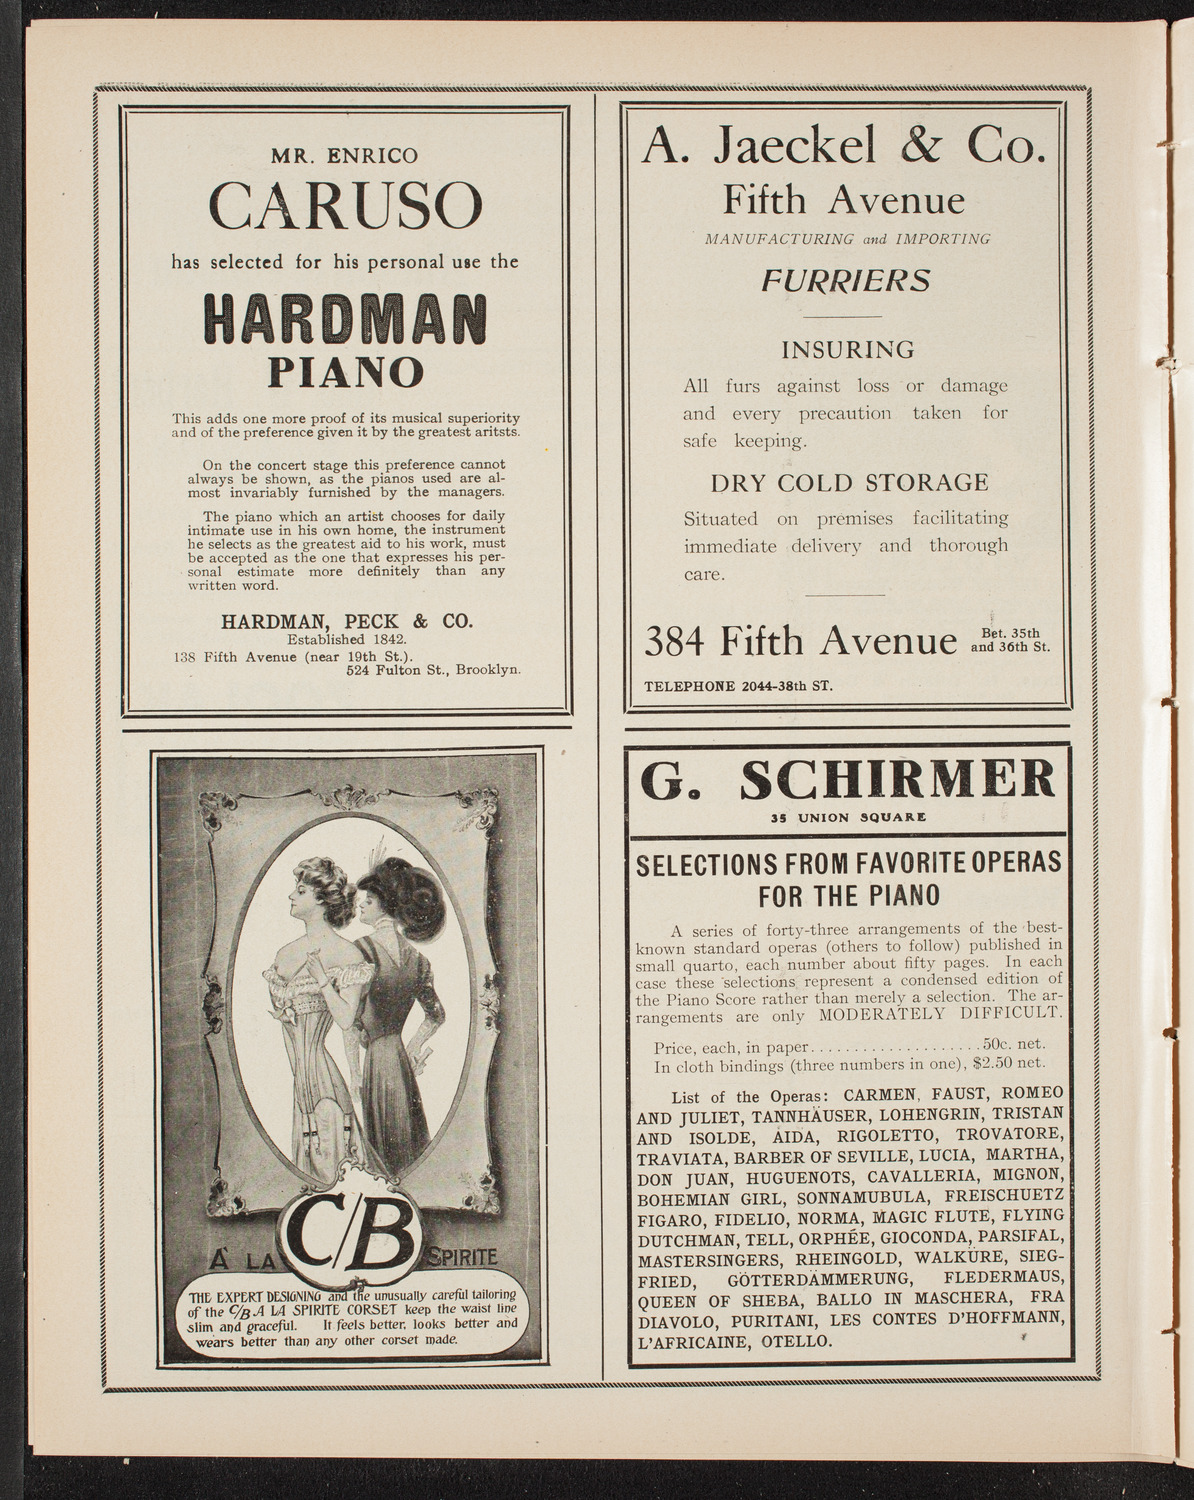 MR. ENRICO
CARUSO
has selected for his personal use the
HARDMAN
PIANO
This adds one more proof of its musical superiority
and of the preference given it by the greatest aritsts.
On the concert stage this preference cannot
always be shown, as the pianos used are al-
most invariably furnished by the managers.
The piano which an artist chooses for daily
intimate use in his own home, the instrument
he selects as the greatest aid to his work, must
be accepted as the one that expresses his per-
sonal estimate more definitely than any
written word.
HARDMAN, PECK & CO.
Established 1842.
138 Fifth Avenue (near 19th St.).
524 Fulton St., Brooklyn.
A. Jaeckel & Co.
Fifth Avenue
MANUFACTURING and IMPORTING
FURRIERS
INSURING
All furs against loss or damage
and every precaution taken for
safe keeping.
DRY COLD STORAGE
Situated on premises facilitating
immediate delivery and thorough
care.
384 Fifth Avenue Bet. 35th
and 36th St.
TELEPHONE 2044-38th ST.
C/B
A LA SPIRITE
THE EXPERT DESIGNING and the unusually careful tailoring
of the C/B A LA SPIRITE CORSET keep the waist line
slim and graceful. It feels better, looks better and
wears better than any other corset made.
G. SCHIRMER
35 UNION SQUARE
SELECTIONS FROM FAVORITE OPERAS
FOR THE PIANO
A series of forty-three arrangements of the best-
known standard operas (others to follow) published in
small quarto, each number about fifty pages. In each
case these selections represent a condensed edition of
the Piano Score rather than merely a selection. The ar-
rangements are only MODERATELY DIFFICULT.
Price, each, in paper...................50c. net.
In cloth bindings (three numbers in one), $2.50 net.
List of the Operas: CARMEN, FAUST, ROMEO
AND JULIET, TANNHÄUSER, LOHENGRIN, TRISTAN
AND ISOLDE, AIDA, RIGOLETTO, TROVATORE,
TRAVIATA, BARBER OF SEVILLE, LUCIA, MARTHA,
DON JUAN, HUGUENOTS, CAVALLERIA, MIGNON,
BOHEMIAN GIRL, SONNAMUBULA, FREISCHUETZ
FIGARO, FIDELIO, NORMA, MAGIC FLUTE, FLYING
DUTCHMAN, TELL, ORPHÉE, GIOCONDA, PARSIFAL,
MASTERSINGERS, RHEINGOLD, WALKÜRE, SIEG-
FRIED, GÖTTERDÄMMERUNG, FLEDERMAUS,
QUEEN OF SHEBA, BALLO IN MASCHERA, FRA
DIAVOLO, PURITANI, LES CONTES D'HOFFMANN,
L'AFRICAINE, OTELLO.